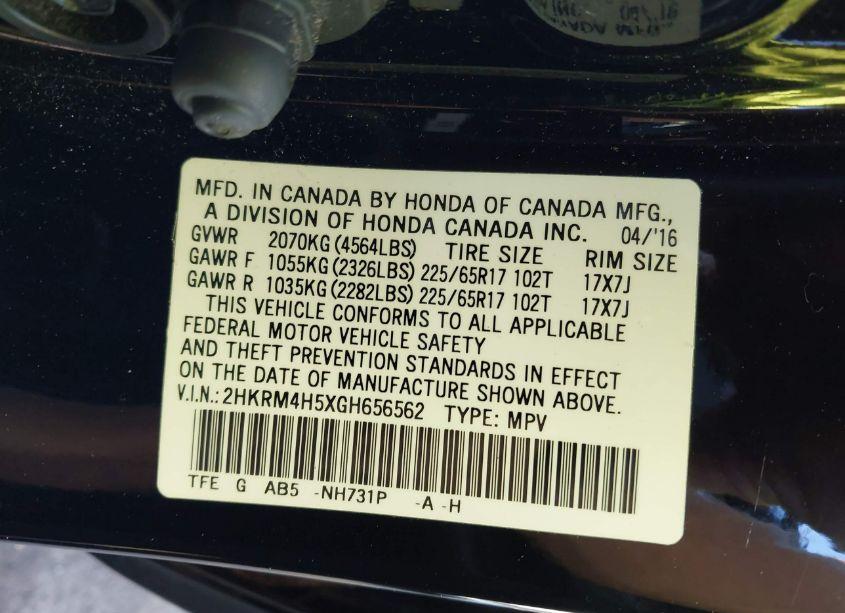 CANADA
MFD. IN CANADA BY HONDA OF CANADA MFG.,
A DIVISION OF HONDA CANADA INC. 04/'16
GVWR 2070KG (4564LBS) TIRE SIZE RIM SIZE
GAWR F 1055KG (2326LBS) 225/65R17 102T 17X7J
GAWR R 1035KG (2282LBS) 225/65R17 102T 17X7J
THIS VEHICLE CONFORMS TO ALL APPLICABLE
FEDERAL MOTOR VEHICLE SAFETY
AND THEFT PREVENTION STANDARDS IN EFFECT
ON THE DATE OF MANUFACTURE SHOWN ABOVE.
V.I.N.: 2HKRM4H5XGH656562 TYPE: MPV
TFE G AB5 -NH731P -A -H